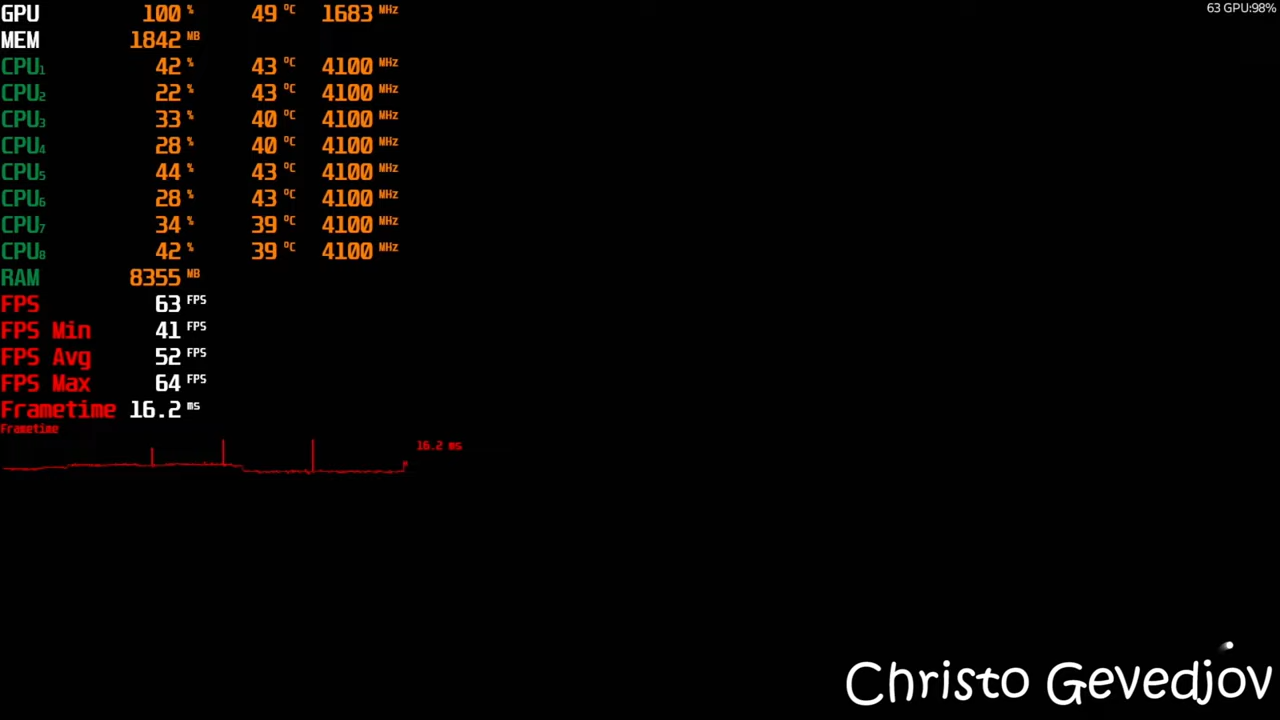 GPU 100 % 49 °C 1683 MHz
MEM 1842 MB
CPU1 42 % 43 °C 4100 MHz
CPU2 22 % 43 °C 4100 MHz
CPU3 33 % 40 °C 4100 MHz
CPU4 28 % 40 °C 4100 MHz
CPU5 44 % 43 °C 4100 MHz
CPU6 28 % 43 °C 4100 MHz
CPU7 34 % 39 °C 4100 MHz
CPU8 42 % 39 °C 4100 MHz
RAM 8355 MB
FPS 63 FPS
FPS Min 41 FPS
FPS Avg 52 FPS
FPS Max 64 FPS
Frametime 16.2 ms
Frametime
16.2 ms
63 GPU:98%
Christo Gevedjov